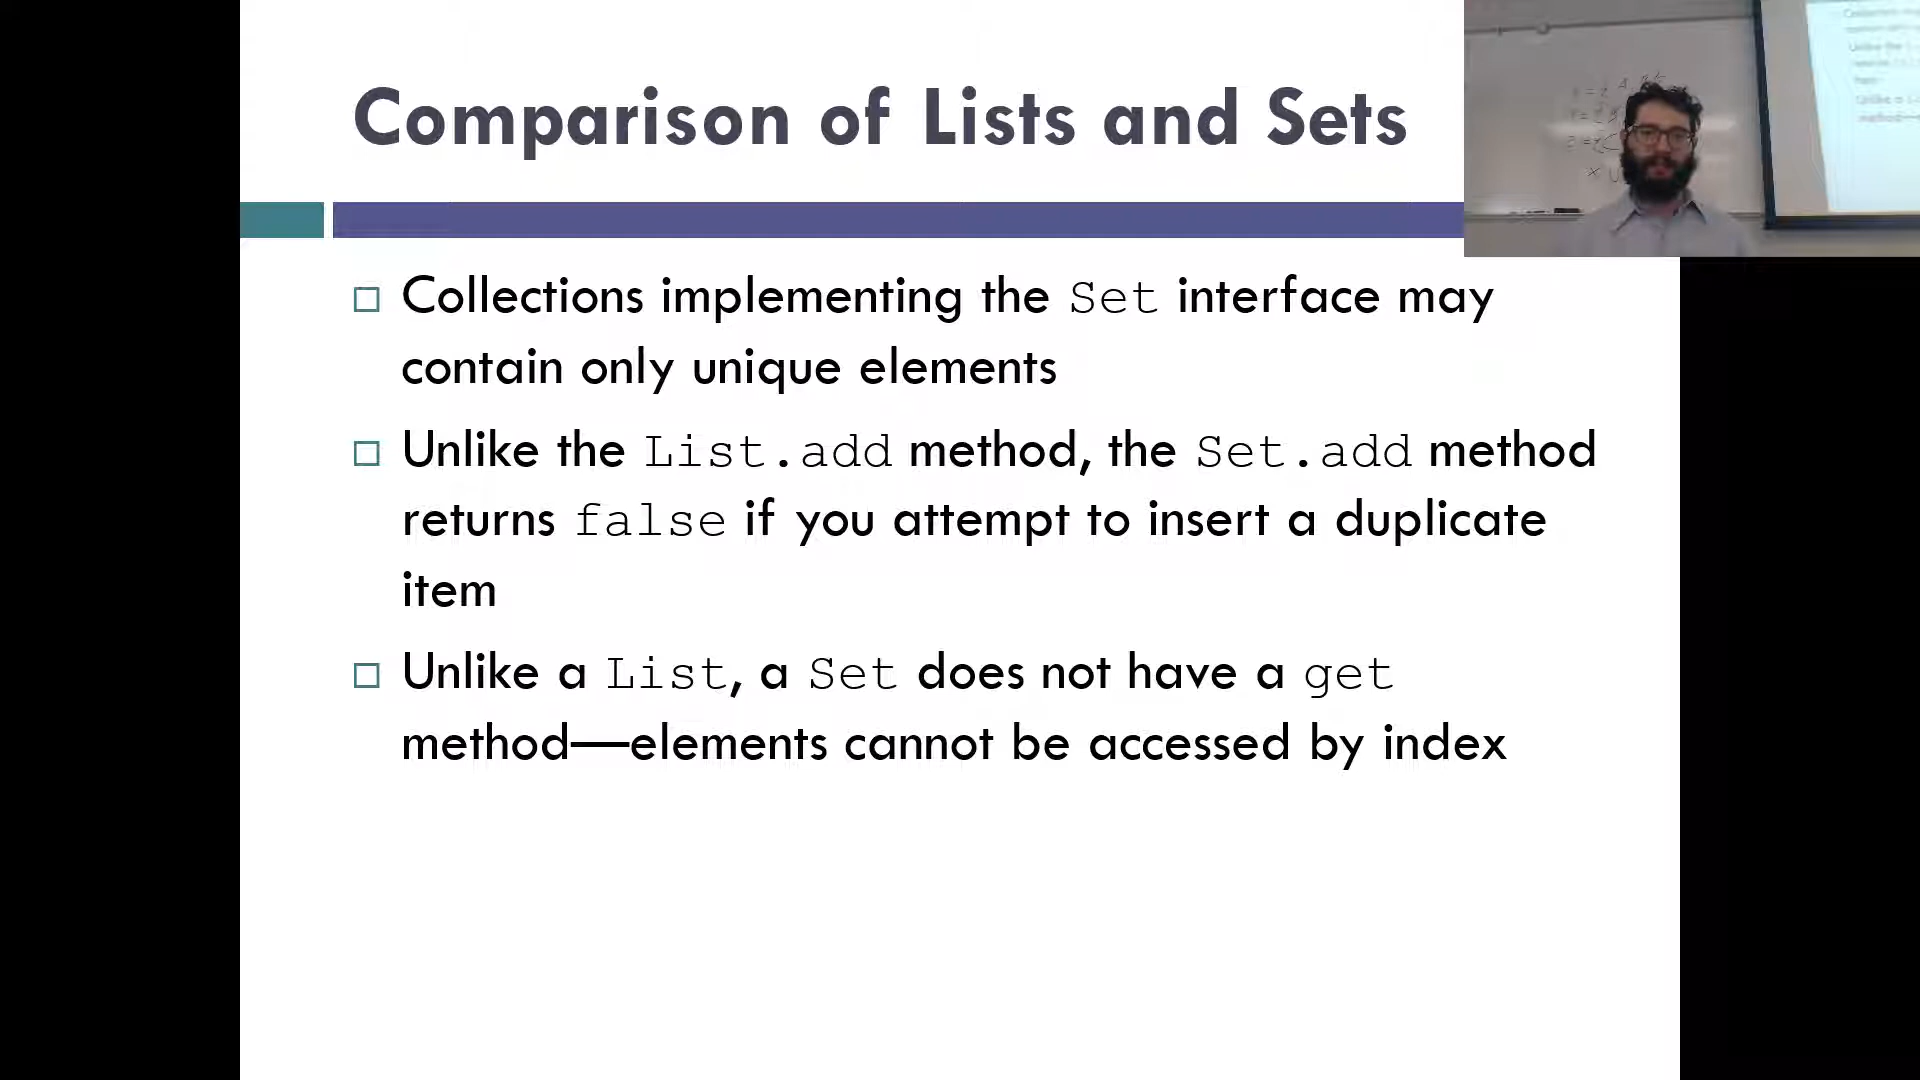 Comparison of Lists and Sets
Collections implementing the Set interface may
contain only unique elements
Unlike the List.add method, the Set.add method
returns false if you attempt to insert a duplicate
item
Unlike a List, a Set does not have a get
method—elements cannot be accessed by index